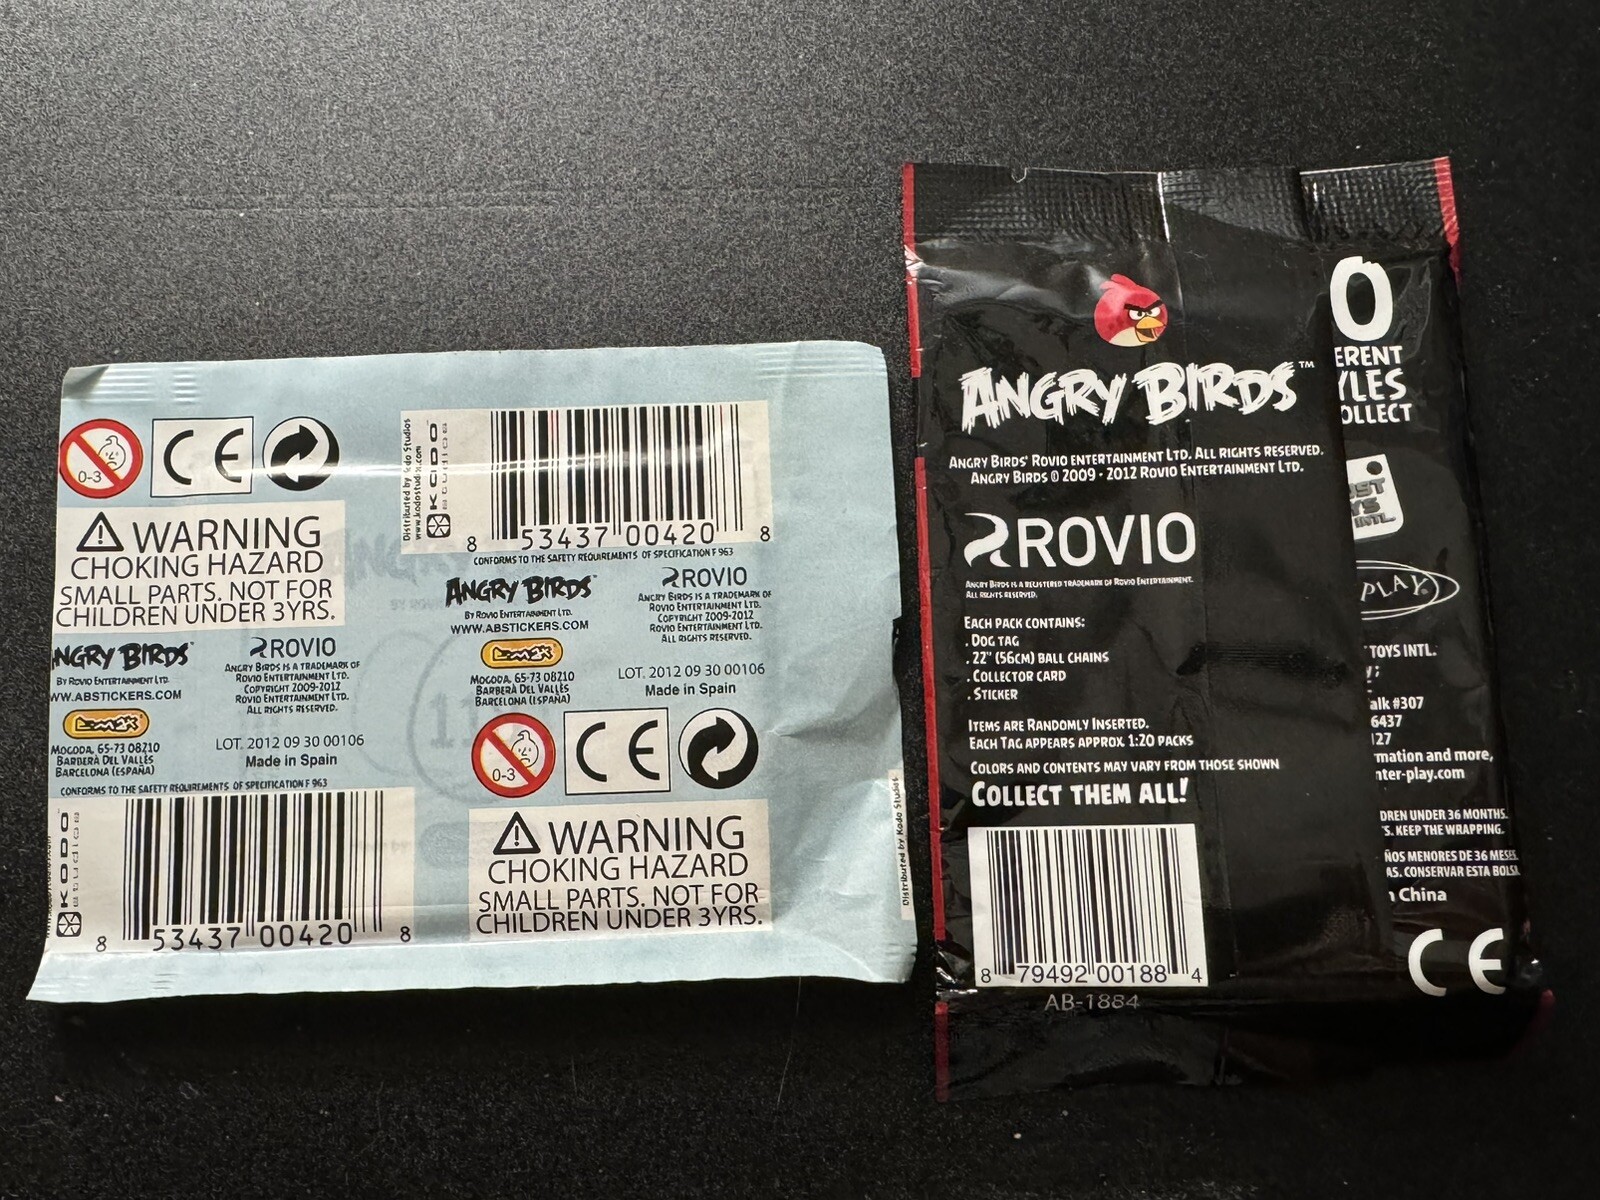 0-3
CE
WARNING
CHOKING HAZARD
SMALL PARTS. NOT FOR
CHILDREN UNDER 3YRS.
NGRY BIRDS
BY ROVIO ENTERTAINMENT LTD.
WW.ABSTICKERS.COM
MOGODA, 65-73 08210
BARBERÀ DEL VALLÈS
BARCELONA (ESPAÑA)
ROVIO
ANGRY BIRDS IS A TRADEMARK OF
ROVIO ENTERTAINMENT LTD.
COPYRIGHT 2009-2012
ROVIO ENTERTAINMENT LTD.
ALL RIGHTS RESERVED.
LOT. 2012 09 30 00106
Made in Spain
CONFORMS TO THE SAFETY REQUIREMENTS OF SPECIFICATION F 963
KODO
studios
8 53437 00420 8
Distributed by Kodo Studios
www.kodostudios.com
KODO
studios
8 53437 00420 8
CONFORMS TO THE SAFETY REQUIREMENTS OF SPECIFICATION F 963
ANGRY BIRDS
BY ROVIO ENTERTAINMENT LTD.
WWW.ABSTICKERS.COM
MOGODA, 65-73 08210
BARBERÀ DEL VALLÈS
BARCELONA (ESPAÑA)
ROVIO
ANGRY BIRDS IS A TRADEMARK OF
ROVIO ENTERTAINMENT LTD.
COPYRIGHT 2009-2012
ROVIO ENTERTAINMENT LTD.
ALL RIGHTS RESERVED.
LOT. 2012 09 30 00106
Made in Spain
0-3
CE
WARNING
CHOKING HAZARD
SMALL PARTS. NOT FOR
CHILDREN UNDER 3YRS.
Distributed by Kodo Studios
ANGRY BIRDS™
ANGRY BIRDS' ROVIO ENTERTAINMENT LTD. ALL RIGHTS RESERVED.
ANGRY BIRDS © 2009 - 2012 ROVIO ENTERTAINMENT LTD.
ROVIO
ANGRY BIRDS IS A REGISTERED TRADEMARK OF ROVIO ENTERTAINMENT.
ALL RIGHTS RESERVED.
EACH PACK CONTAINS:
. DOG TAG
. 22" (56CM) BALL CHAINS
. COLLECTOR CARD
. STICKER
ITEMS ARE RANDOMLY INSERTED.
EACH TAG APPEARS APPROX 1:20 PACKS
COLORS AND CONTENTS MAY VARY FROM THOSE SHOWN
COLLECT THEM ALL!
8 79492 00188 4
AB-1884
0
ERENT
YLES
OLLECT
ST
YS
INTL.
PLAY
TOYS INTL.
y;
alk #307
6437
27
mation and more,
nter-play.com
DREN UNDER 36 MONTHS.
S. KEEP THE WRAPPING.
ÑOS MENORES DE 36 MESES.
AS. CONSERVAR ESTA BOLSA
China
CE